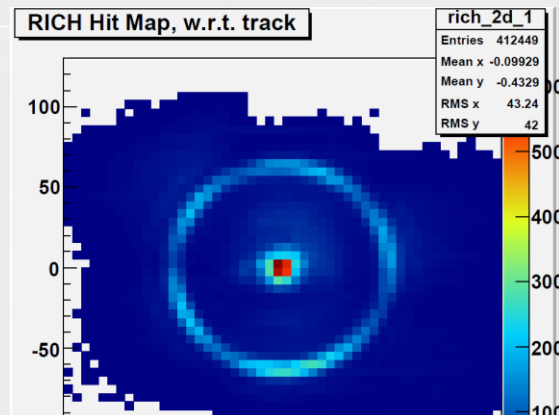 RICH Hit Map, w.r.t. track
rich_2d_1
Entries 412449
Mean x -0.09929
Mean y -0.4329
RMS x 43.24
RMS y 42
100
50
0
-50
500
400
300
200
100